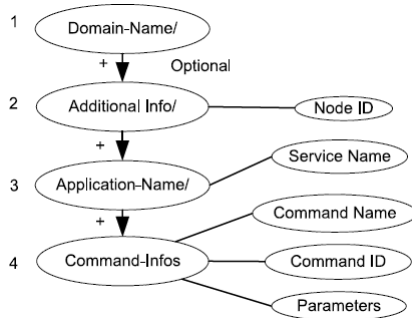 1 Domain-Name/
+ Optional
2 Additional Info/ Node ID
+ Service Name
3 Application-Name/
+ Command Name
4 Command-Infos Command ID
Parameters